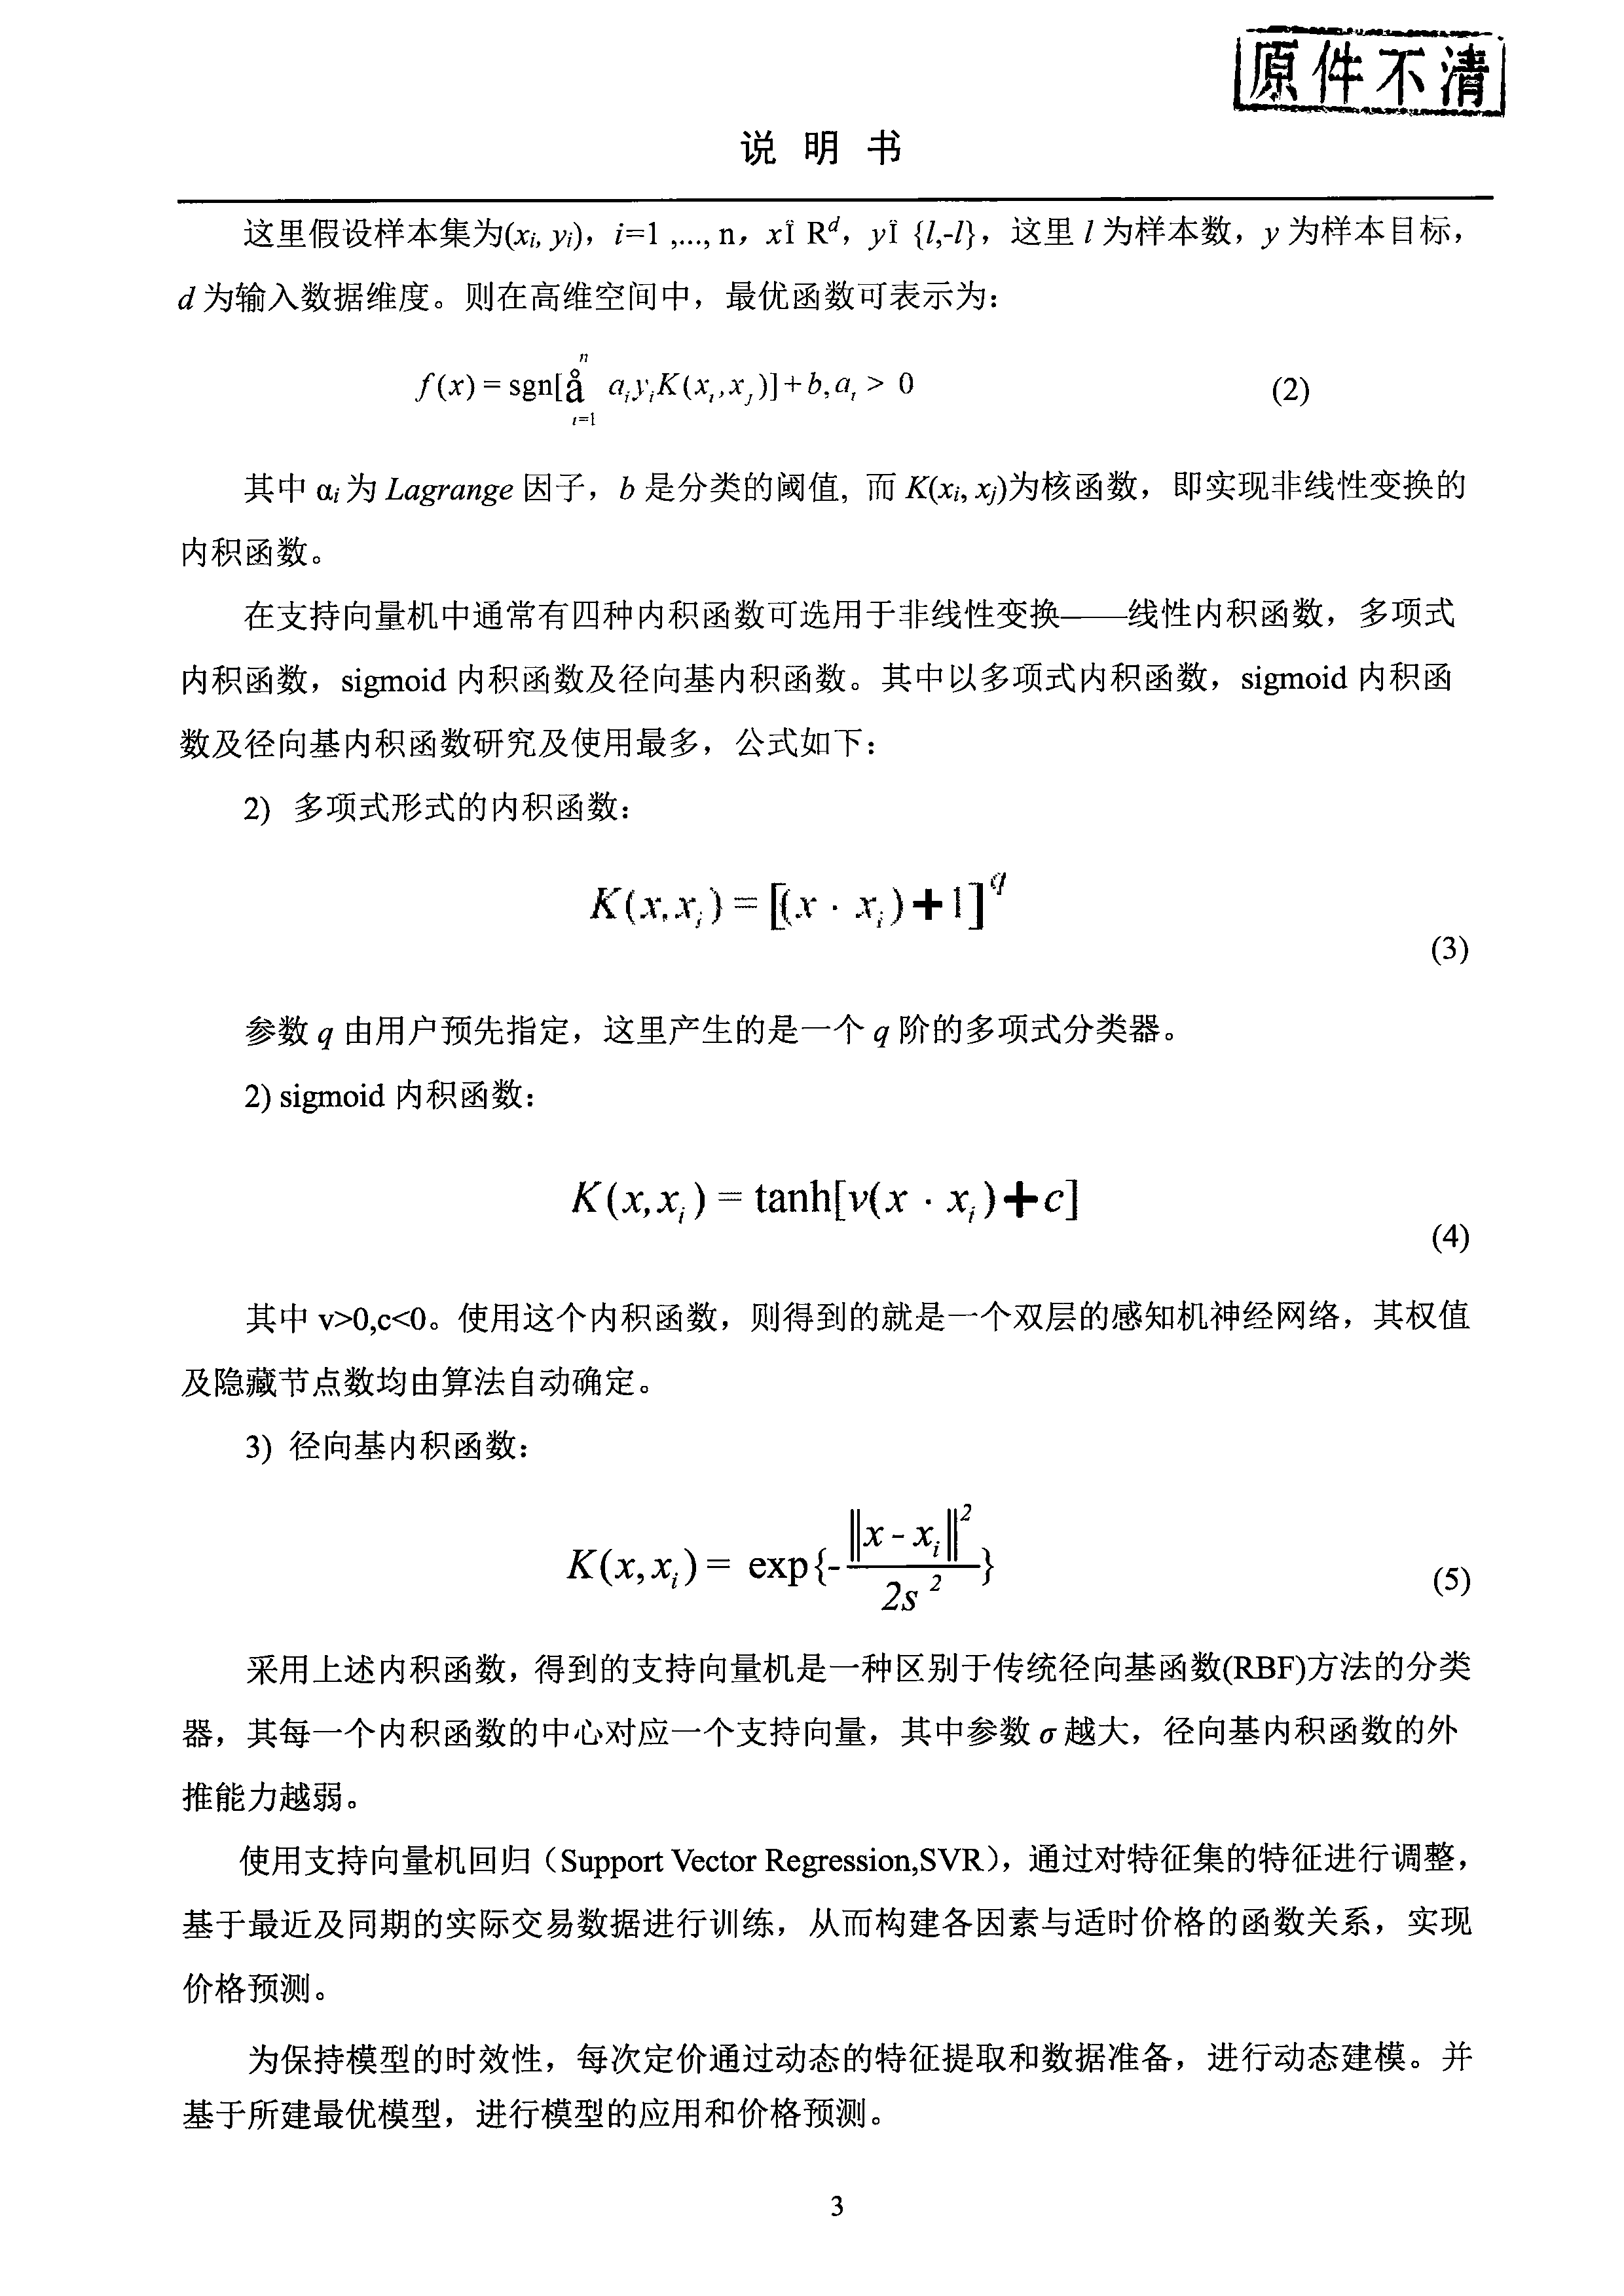 原件不清
说 明 书
这里假设样本集为(xi, yi)，i=1 ,..., n，xÎ R^d，yÎ {l,-l}，这里 l 为样本数，y 为样本目标，
d 为输入数据维度。则在高维空间中，最优函数可表示为：
f(x) = sgn[å_{i=1}^{n} a_i y_i K(x_i, x_j)] + b, a_i > 0 (2)
其中 αi 为 Lagrange 因子，b 是分类的阈值, 而 K(xi, xj)为核函数，即实现非线性变换的
内积函数。
在支持向量机中通常有四种内积函数可选用于非线性变换——线性内积函数，多项式
内积函数，sigmoid 内积函数及径向基内积函数。其中以多项式内积函数，sigmoid 内积函
数及径向基内积函数研究及使用最多，公式如下：
2) 多项式形式的内积函数：
K(x, x_i) = [(x · x_i)+1]^q
(3)
参数 q 由用户预先指定，这里产生的是一个 q 阶的多项式分类器。
2) sigmoid 内积函数：
K(x, x_i) = tanh[v(x · x_i)+c]
(4)
其中 v>0,c<0。使用这个内积函数，则得到的就是一个双层的感知机神经网络，其权值
及隐藏节点数均由算法自动确定。
3) 径向基内积函数：
K(x, x_i) = exp{-‖x - x_i‖^2 / 2s^2} (5)
采用上述内积函数，得到的支持向量机是一种区别于传统径向基函数(RBF)方法的分类
器，其每一个内积函数的中心对应一个支持向量，其中参数 σ 越大，径向基内积函数的外
推能力越弱。
使用支持向量机回归（Support Vector Regression,SVR），通过对特征集的特征进行调整，
基于最近及同期的实际交易数据进行训练，从而构建各因素与适时价格的函数关系，实现
价格预测。
为保持模型的时效性，每次定价通过动态的特征提取和数据准备，进行动态建模。并
基于所建最优模型，进行模型的应用和价格预测。
3